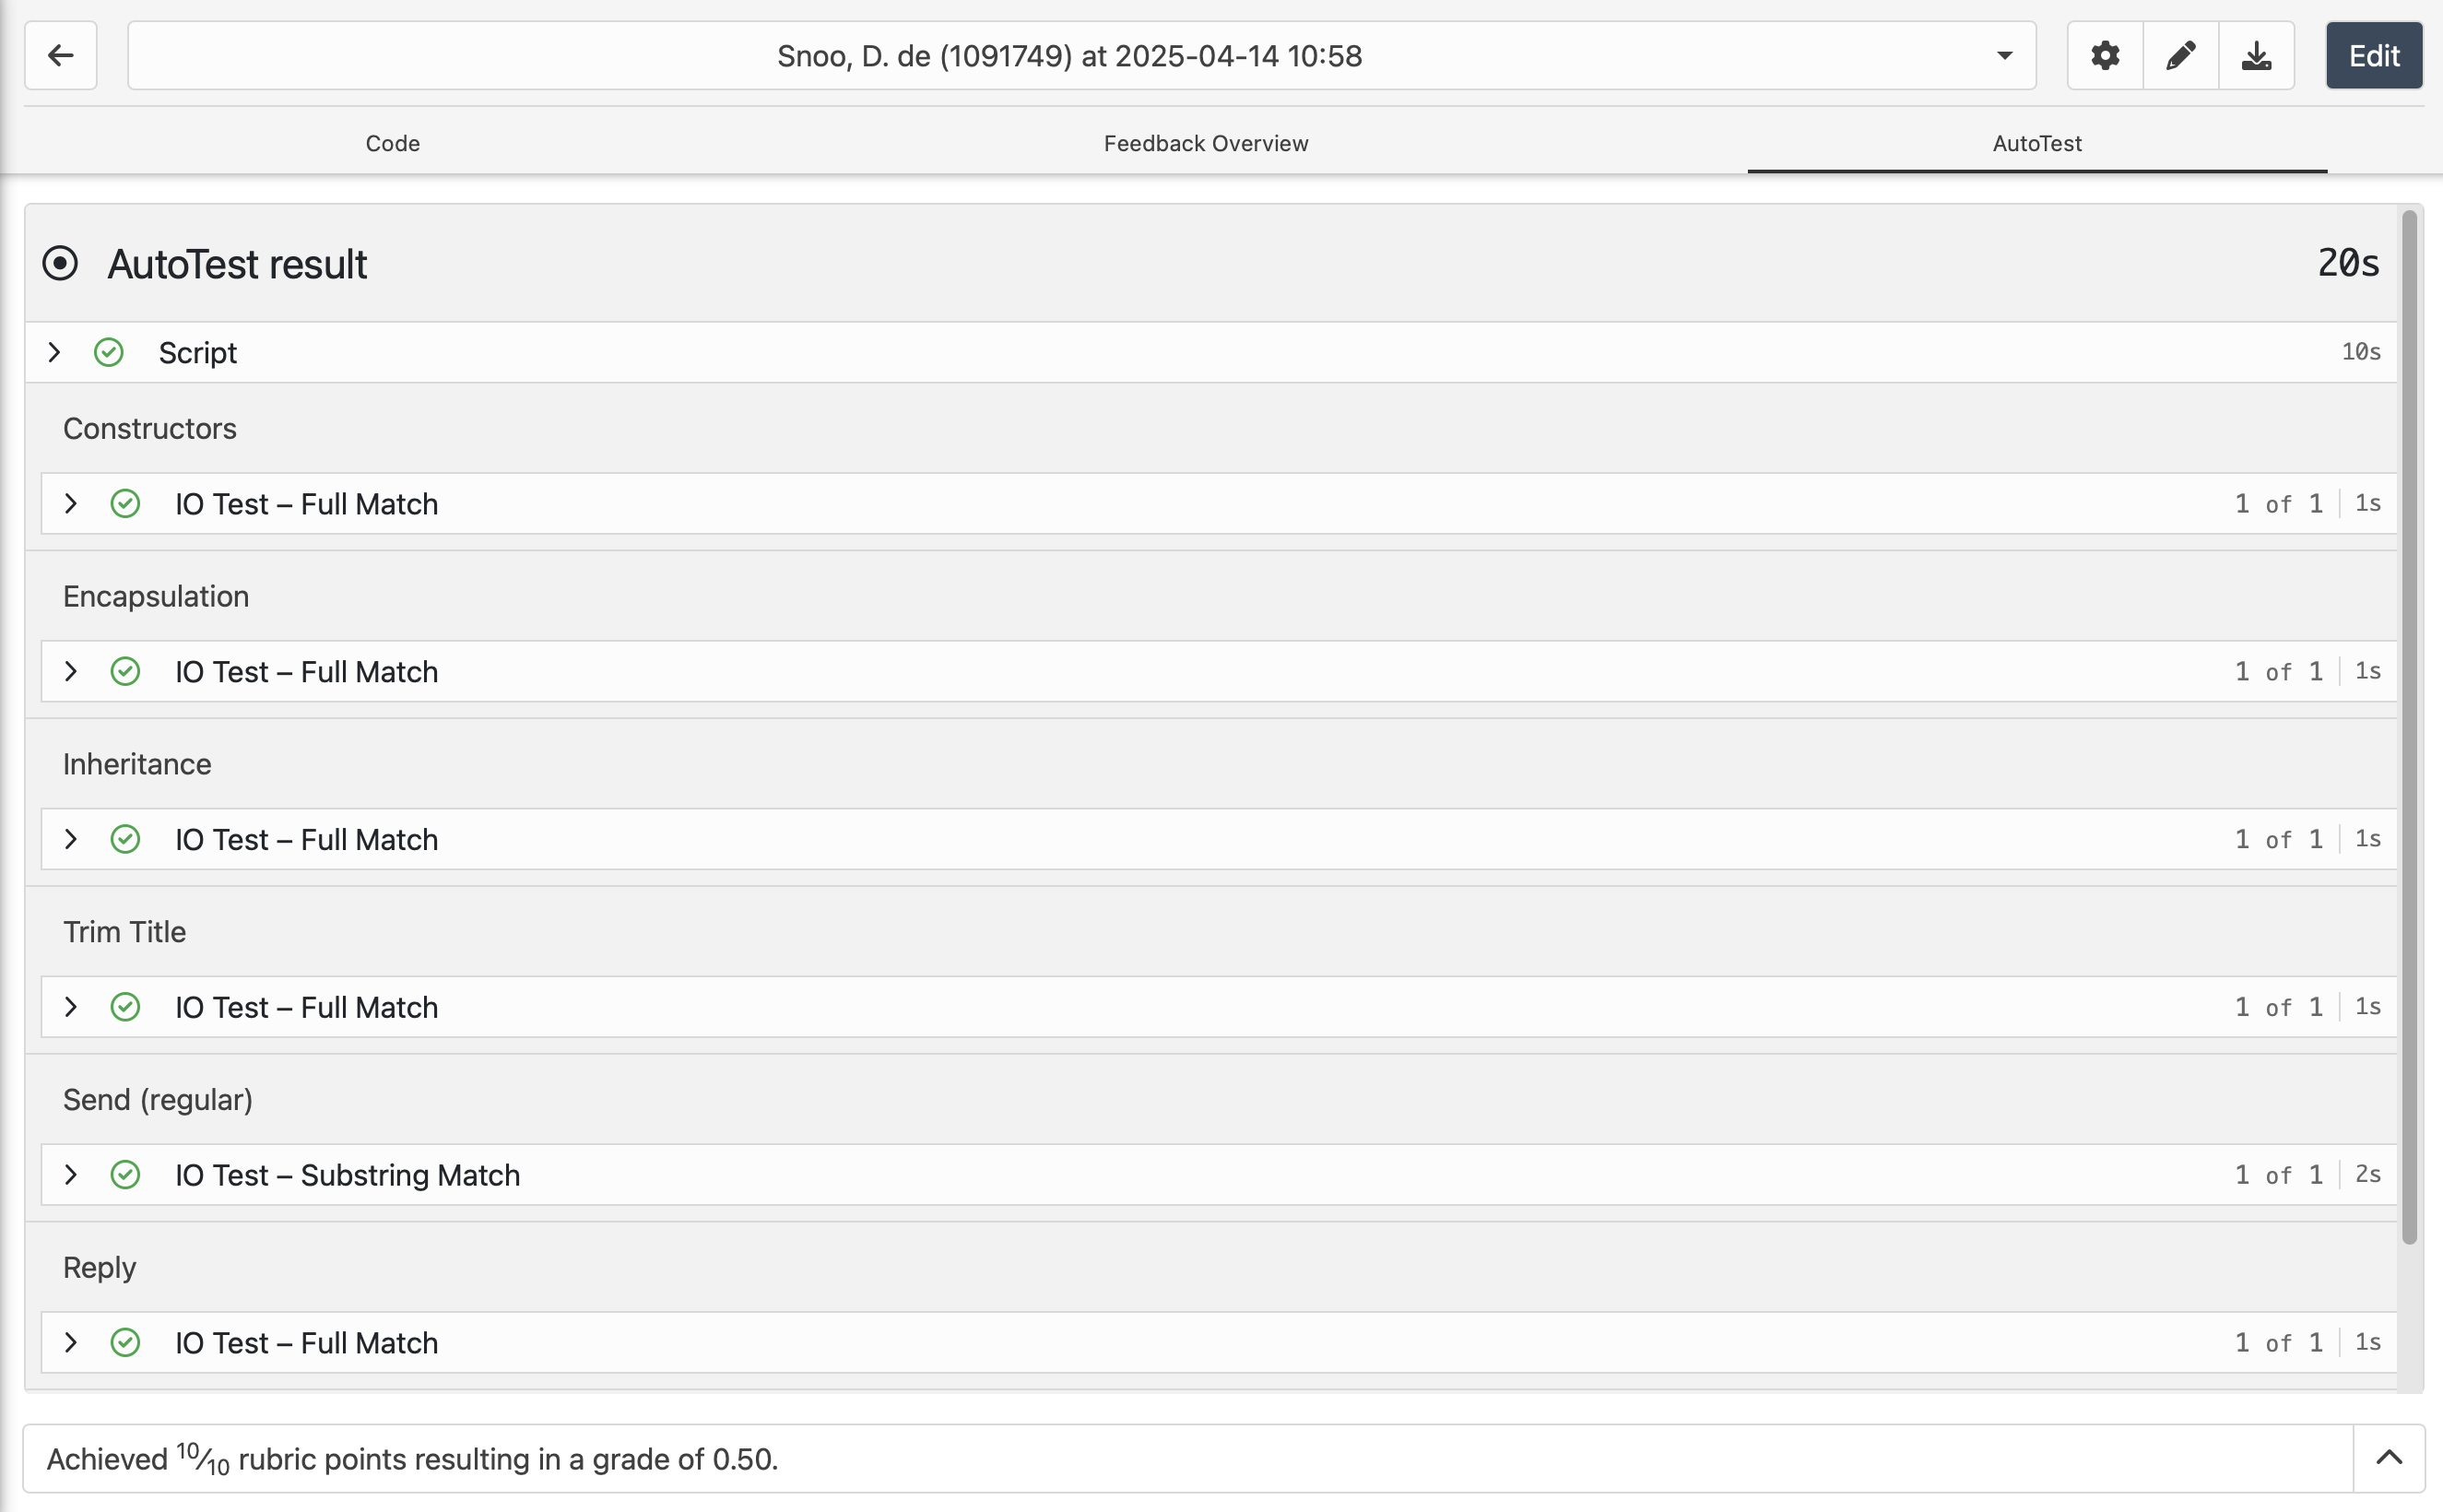 Snoo, D. de (1091749) at 2025-04-14 10:58
Edit
Code
Feedback Overview
AutoTest
AutoTest result
20s
Script
10s
Constructors
IO Test – Full Match
1 of 1
1s
Encapsulation
IO Test – Full Match
1 of 1
1s
Inheritance
IO Test – Full Match
1 of 1
1s
Trim Title
IO Test – Full Match
1 of 1
1s
Send (regular)
IO Test – Substring Match
1 of 1
2s
Reply
IO Test – Full Match
1 of 1
1s
Achieved 10/10 rubric points resulting in a grade of 0.50.